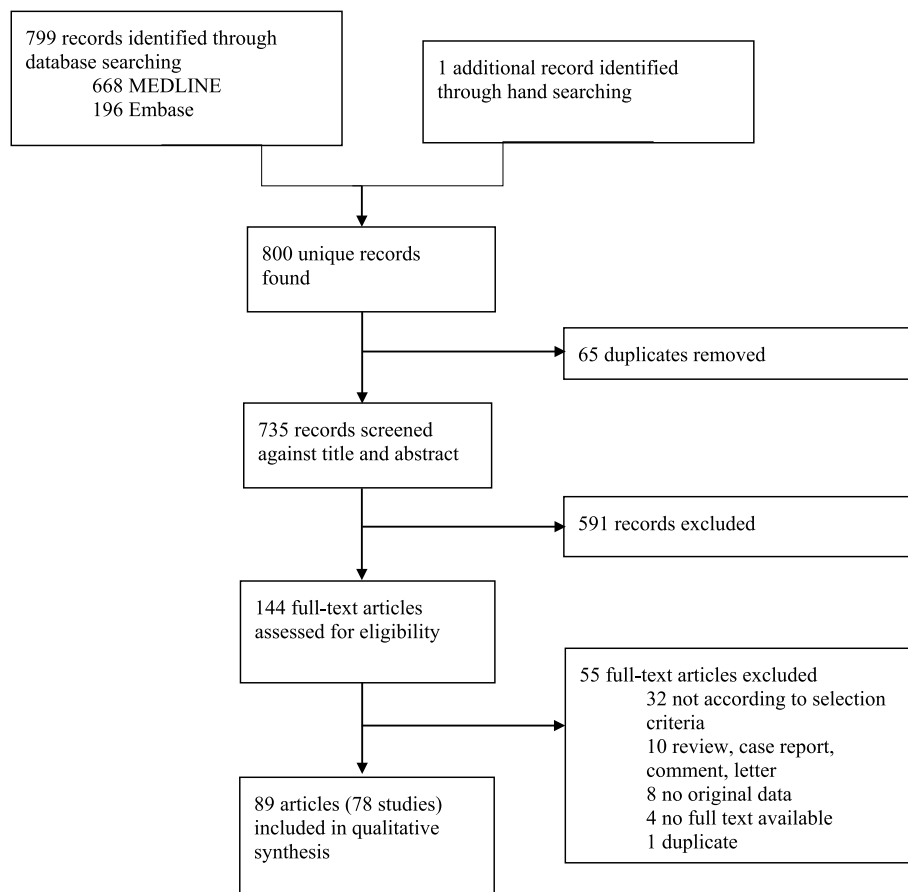 799 records identified through
database searching
668 MEDLINE
196 Embase
1 additional record identified
through hand searching
800 unique records
found
65 duplicates removed
735 records screened
against title and abstract
591 records excluded
144 full-text articles
assessed for eligibility
55 full-text articles excluded
32 not according to selection
criteria
10 review, case report,
comment, letter
8 no original data
4 no full text available
1 duplicate
89 articles (78 studies)
included in qualitative
synthesis